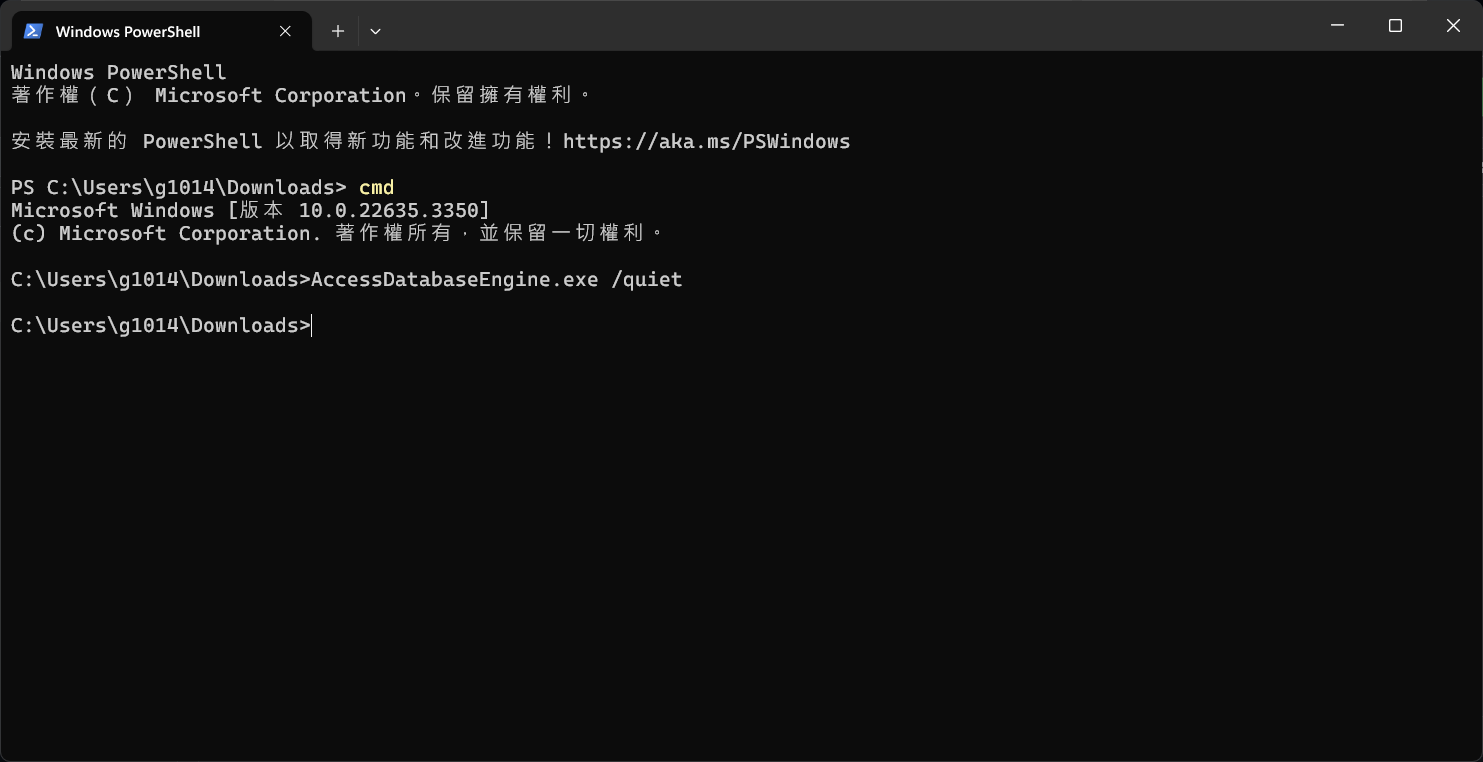 Windows PowerShell
Windows PowerShell
著作權（C） Microsoft Corporation。保留擁有權利。
安裝最新的 PowerShell 以取得新功能和改進功能！https://aka.ms/PSWindows
PS C:\Users\g1014\Downloads> cmd
Microsoft Windows [版本 10.0.22635.3350]
(c) Microsoft Corporation. 著作權所有，並保留一切權利。
C:\Users\g1014\Downloads>AccessDatabaseEngine.exe /quiet
C:\Users\g1014\Downloads>